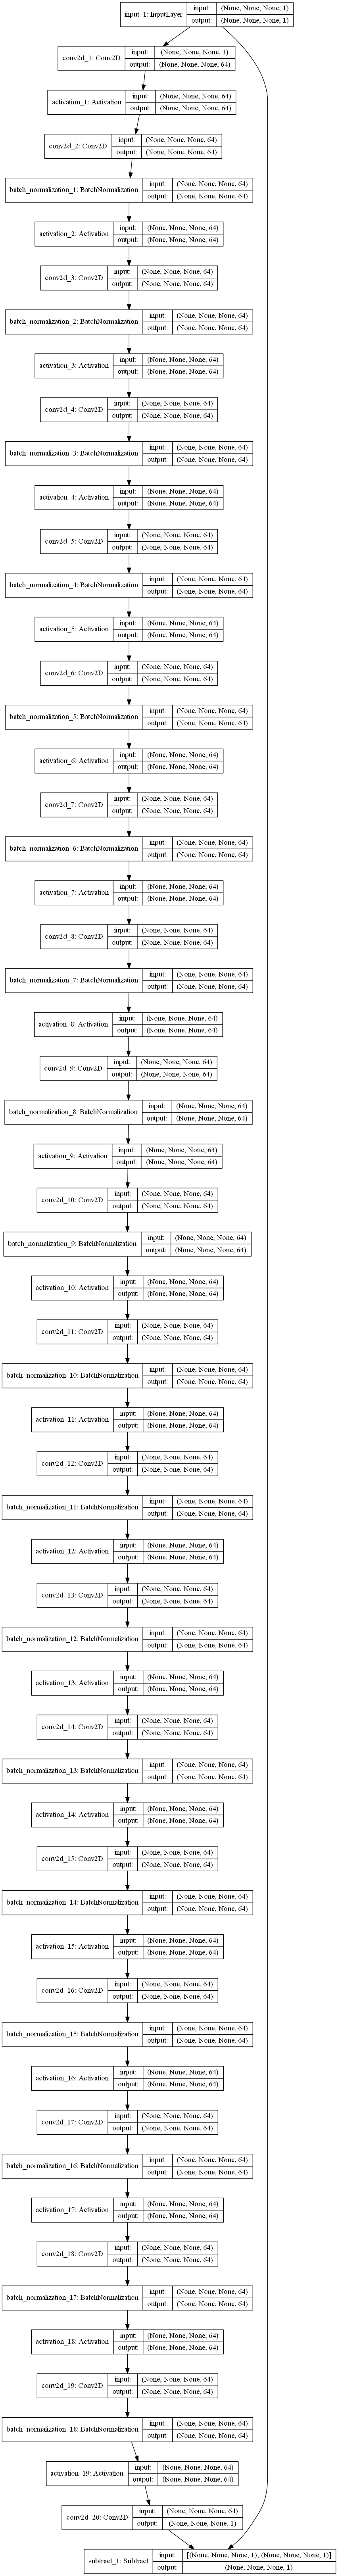 input_1: InputLayer input: (None, None, None, 1)
output: (None, None, None, 1)
conv2d_1: Conv2D input: (None, None, None, 1)
output: (None, None, None, 64)
activation_1: Activation input: (None, None, None, 64)
output: (None, None, None, 64)
conv2d_2: Conv2D input: (None, None, None, 64)
output: (None, None, None, 64)
batch_normalization_1: BatchNormalization input: (None, None, None, 64)
output: (None, None, None, 64)
activation_2: Activation input: (None, None, None, 64)
output: (None, None, None, 64)
conv2d_3: Conv2D input: (None, None, None, 64)
output: (None, None, None, 64)
batch_normalization_2: BatchNormalization input: (None, None, None, 64)
output: (None, None, None, 64)
activation_3: Activation input: (None, None, None, 64)
output: (None, None, None, 64)
conv2d_4: Conv2D input: (None, None, None, 64)
output: (None, None, None, 64)
batch_normalization_3: BatchNormalization input: (None, None, None, 64)
output: (None, None, None, 64)
activation_4: Activation input: (None, None, None, 64)
output: (None, None, None, 64)
conv2d_5: Conv2D input: (None, None, None, 64)
output: (None, None, None, 64)
batch_normalization_4: BatchNormalization input: (None, None, None, 64)
output: (None, None, None, 64)
activation_5: Activation input: (None, None, None, 64)
output: (None, None, None, 64)
conv2d_6: Conv2D input: (None, None, None, 64)
output: (None, None, None, 64)
batch_normalization_5: BatchNormalization input: (None, None, None, 64)
output: (None, None, None, 64)
activation_6: Activation input: (None, None, None, 64)
output: (None, None, None, 64)
conv2d_7: Conv2D input: (None, None, None, 64)
output: (None, None, None, 64)
batch_normalization_6: BatchNormalization input: (None, None, None, 64)
output: (None, None, None, 64)
activation_7: Activation input: (None, None, None, 64)
output: (None, None, None, 64)
conv2d_8: Conv2D input: (None, None, None, 64)
output: (None, None, None, 64)
batch_normalization_7: BatchNormalization input: (None, None, None, 64)
output: (None, None, None, 64)
activation_8: Activation input: (None, None, None, 64)
output: (None, None, None, 64)
conv2d_9: Conv2D input: (None, None, None, 64)
output: (None, None, None, 64)
batch_normalization_8: BatchNormalization input: (None, None, None, 64)
output: (None, None, None, 64)
activation_9: Activation input: (None, None, None, 64)
output: (None, None, None, 64)
conv2d_10: Conv2D input: (None, None, None, 64)
output: (None, None, None, 64)
batch_normalization_9: BatchNormalization input: (None, None, None, 64)
output: (None, None, None, 64)
activation_10: Activation input: (None, None, None, 64)
output: (None, None, None, 64)
conv2d_11: Conv2D input: (None, None, None, 64)
output: (None, None, None, 64)
batch_normalization_10: BatchNormalization input: (None, None, None, 64)
output: (None, None, None, 64)
activation_11: Activation input: (None, None, None, 64)
output: (None, None, None, 64)
conv2d_12: Conv2D input: (None, None, None, 64)
output: (None, None, None, 64)
batch_normalization_11: BatchNormalization input: (None, None, None, 64)
output: (None, None, None, 64)
activation_12: Activation input: (None, None, None, 64)
output: (None, None, None, 64)
conv2d_13: Conv2D input: (None, None, None, 64)
output: (None, None, None, 64)
batch_normalization_12: BatchNormalization input: (None, None, None, 64)
output: (None, None, None, 64)
activation_13: Activation input: (None, None, None, 64)
output: (None, None, None, 64)
conv2d_14: Conv2D input: (None, None, None, 64)
output: (None, None, None, 64)
batch_normalization_13: BatchNormalization input: (None, None, None, 64)
output: (None, None, None, 64)
activation_14: Activation input: (None, None, None, 64)
output: (None, None, None, 64)
conv2d_15: Conv2D input: (None, None, None, 64)
output: (None, None, None, 64)
batch_normalization_14: BatchNormalization input: (None, None, None, 64)
output: (None, None, None, 64)
activation_15: Activation input: (None, None, None, 64)
output: (None, None, None, 64)
conv2d_16: Conv2D input: (None, None, None, 64)
output: (None, None, None, 64)
batch_normalization_15: BatchNormalization input: (None, None, None, 64)
output: (None, None, None, 64)
activation_16: Activation input: (None, None, None, 64)
output: (None, None, None, 64)
conv2d_17: Conv2D input: (None, None, None, 64)
output: (None, None, None, 64)
batch_normalization_16: BatchNormalization input: (None, None, None, 64)
output: (None, None, None, 64)
activation_17: Activation input: (None, None, None, 64)
output: (None, None, None, 64)
conv2d_18: Conv2D input: (None, None, None, 64)
output: (None, None, None, 64)
batch_normalization_17: BatchNormalization input: (None, None, None, 64)
output: (None, None, None, 64)
activation_18: Activation input: (None, None, None, 64)
output: (None, None, None, 64)
conv2d_19: Conv2D input: (None, None, None, 64)
output: (None, None, None, 64)
batch_normalization_18: BatchNormalization input: (None, None, None, 64)
output: (None, None, None, 64)
activation_19: Activation input: (None, None, None, 64)
output: (None, None, None, 64)
conv2d_20: Conv2D input: (None, None, None, 64)
output: (None, None, None, 1)
subtract_1: Subtract input: [(None, None, None, 1), (None, None, None, 1)]
output: (None, None, None, 1)